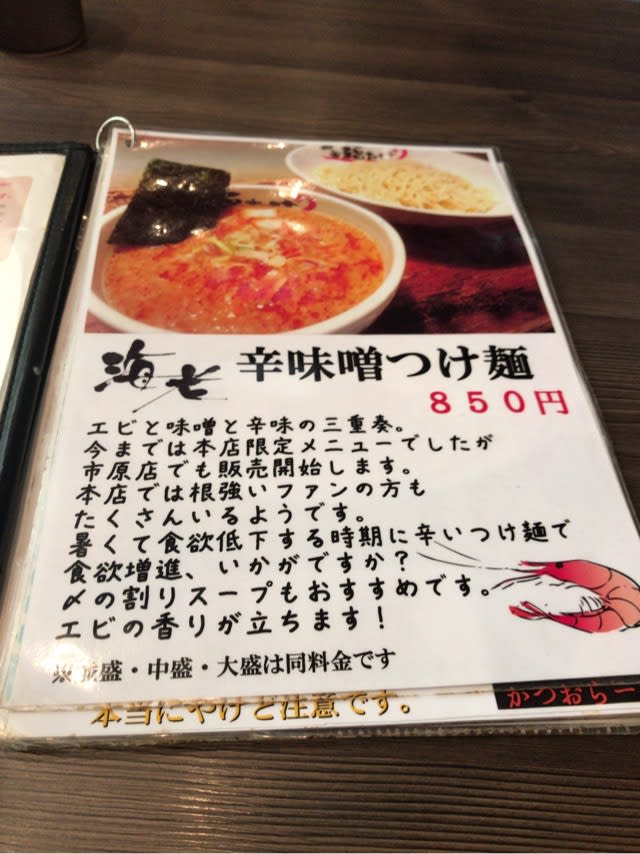 海老 辛味噌つけ麺
850円
エビと味噌と辛味の三重奏。
今までは本店限定メニューでしたが
市原店でも販売開始します。
本店では根強いファンの方も
たくさんいるようです。
暑くて食欲低下する時期に辛いつけ麺で
食欲増進、いかがですか？
〆の割りスープもおすすめです。
エビの香りが立ちます！
盛・中盛・大盛は同料金です
かつおらー
本当にやけど注意です。